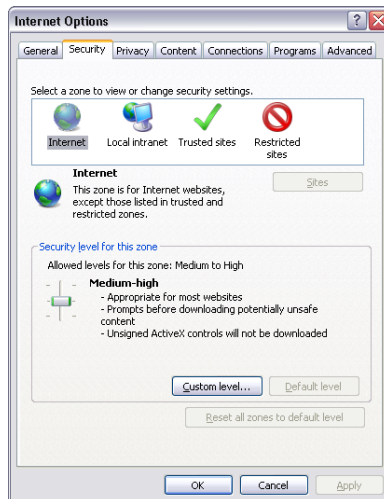 Internet Options
General Security Privacy Content Connections Programs Advanced
Select a zone to view or change security settings.
Internet Local intranet Trusted sites Restricted
sites
Internet
Sites
This zone is for Internet websites,
except those listed in trusted and
restricted zones.
Security level for this zone
Allowed levels for this zone: Medium to High
Medium-high
- Appropriate for most websites
- Prompts before downloading potentially unsafe
content
- Unsigned ActiveX controls will not be downloaded
Custom level... Default level
Reset all zones to default level
OK Cancel Apply